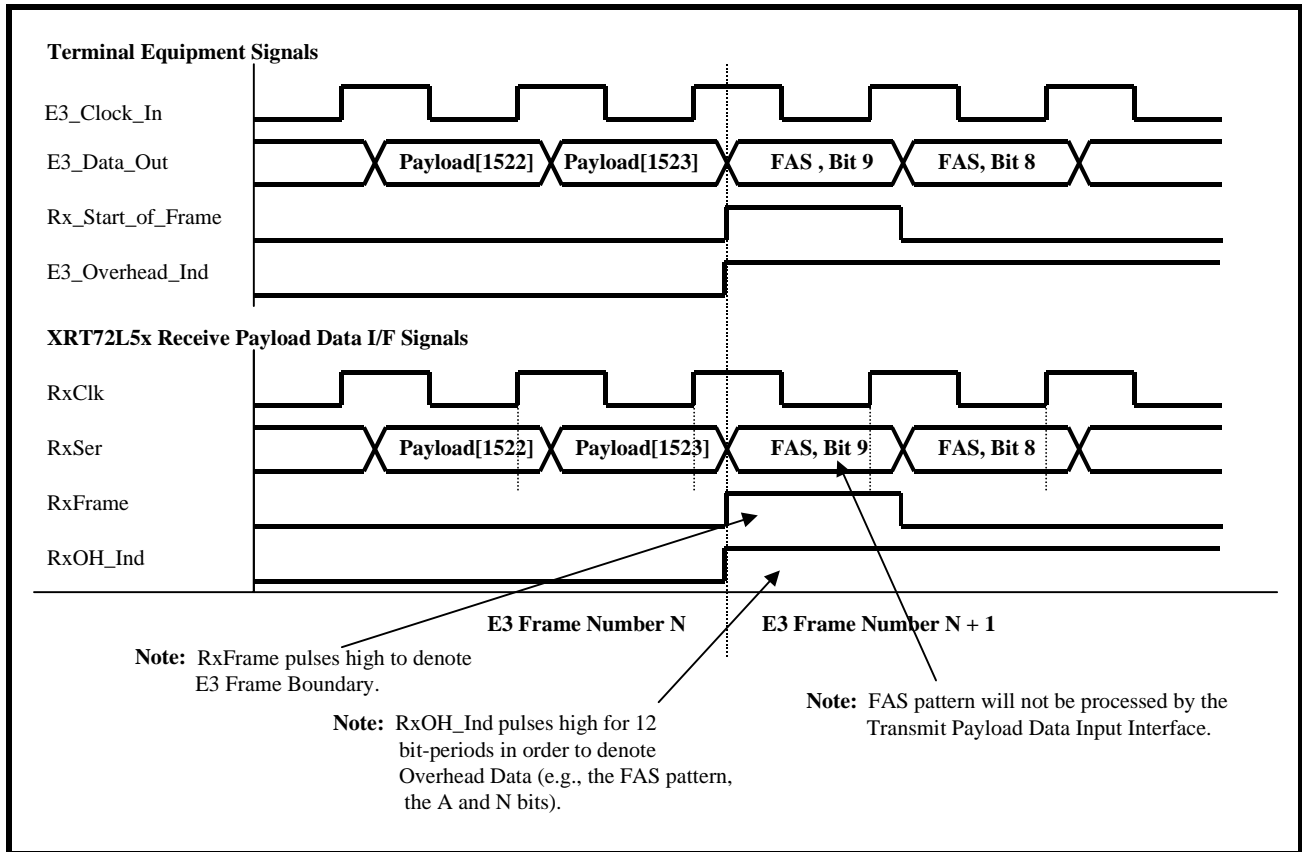 Terminal Equipment Signals
E3_Clock_In
E3_Data_Out
Payload[1522]
Payload[1523]
FAS , Bit 9
FAS, Bit 8
Rx_Start_of_Frame
E3_Overhead_Ind
XRT72L5x Receive Payload Data I/F Signals
RxClk
RxSer
Payload[1522]
Payload[1523]
FAS, Bit 9
FAS, Bit 8
RxFrame
RxOH_Ind
E3 Frame Number N
E3 Frame Number N + 1
Note: RxFrame pulses high to denote
E3 Frame Boundary.
Note: RxOH_Ind pulses high for 12
bit-periods in order to denote
Overhead Data (e.g., the FAS pattern,
the A and N bits).
Note: FAS pattern will not be processed by the
Transmit Payload Data Input Interface.